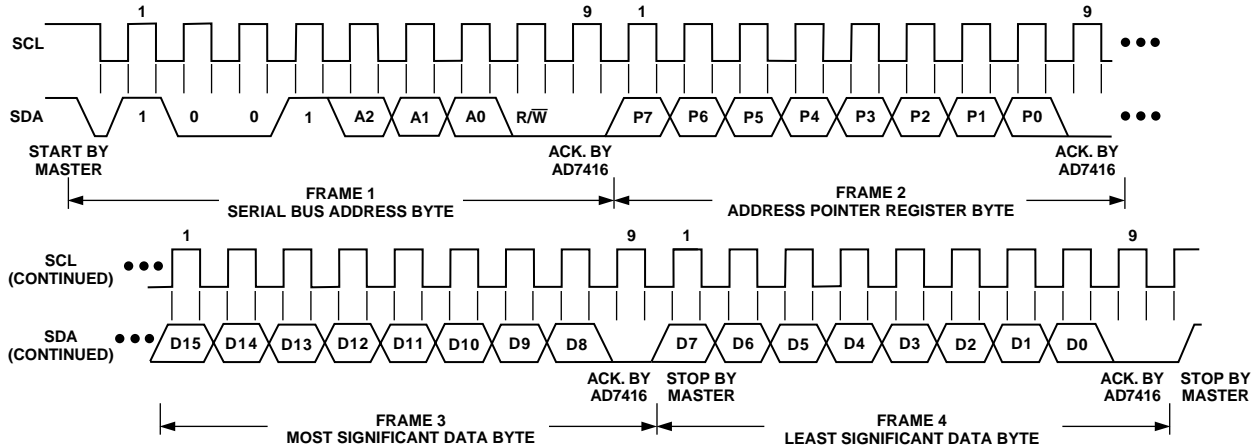 1 9 1 9
SCL
SDA 1 0 0 1 A2 A1 A0 R/W̅ P7 P6 P5 P4 P3 P2 P1 P0
START BY
MASTER
ACK. BY
AD7416
ACK. BY
AD7416
FRAME 1
SERIAL BUS ADDRESS BYTE
FRAME 2
ADDRESS POINTER REGISTER BYTE
1 9 1 9
SCL
(CONTINUED)
SDA
(CONTINUED)
D15 D14 D13 D12 D11 D10 D9 D8 D7 D6 D5 D4 D3 D2 D1 D0
ACK. BY
AD7416
STOP BY
MASTER
ACK. BY
AD7416
STOP BY
MASTER
FRAME 3
MOST SIGNIFICANT DATA BYTE
FRAME 4
LEAST SIGNIFICANT DATA BYTE